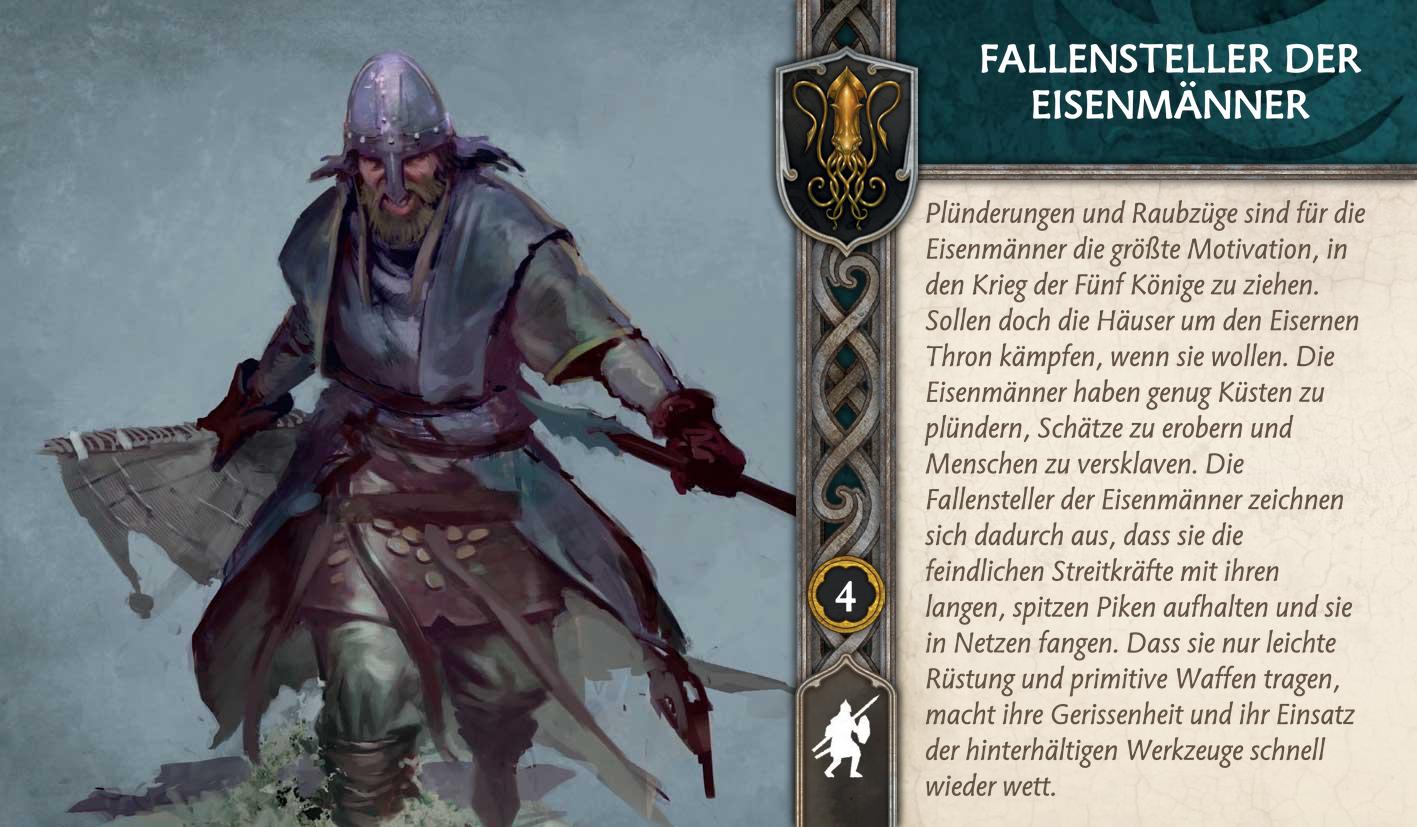 FALLENSTELLER DER
EISENMÄNNER
Plünderungen und Raubzüge sind für die
Eisenmänner die größte Motivation, in
den Krieg der Fünf Könige zu ziehen.
Sollen doch die Häuser um den Eisernen
Thron kämpfen, wenn sie wollen. Die
Eisenmänner haben genug Küsten zu
plündern, Schätze zu erobern und
Menschen zu versklaven. Die
Fallensteller der Eisenmänner zeichnen
sich dadurch aus, dass sie die
feindlichen Streitkräfte mit ihren
langen, spitzen Piken aufhalten und sie
in Netzen fangen. Dass sie nur leichte
Rüstung und primitive Waffen tragen,
macht ihre Gerissenheit und ihr Einsatz
der hinterhältigen Werkzeuge schnell
wieder wett.
4